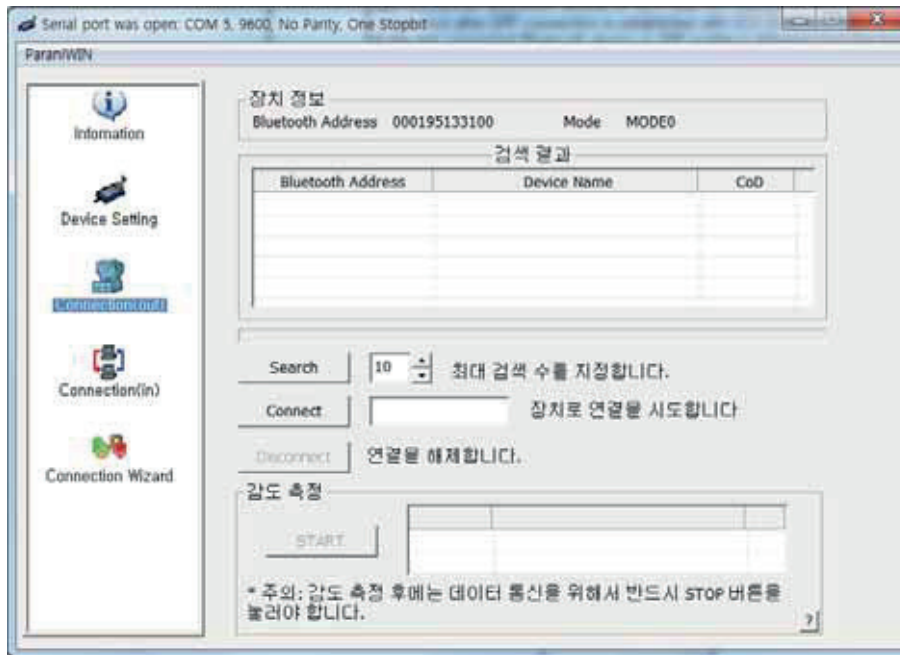 Serial port was open: COM 5, 9600, No Parity, One Stopbit
ParaniWIN
Infomation
Device Setting
Connection(out)
Connection(in)
Connection Wizard
장치 정보
Bluetooth Address 000195133100 Mode MODE0
검색 결과
Bluetooth Address Device Name CoD
Search 10 최대 검색 수를 지정합니다.
Connect 장치로 연결을 시도합니다
Disconnect 연결을 해제합니다.
감도 측정
START
* 주의: 감도 측정 후에는 데이터 통신을 위해서 반드시 STOP 버튼을
눌러야 합니다.
?